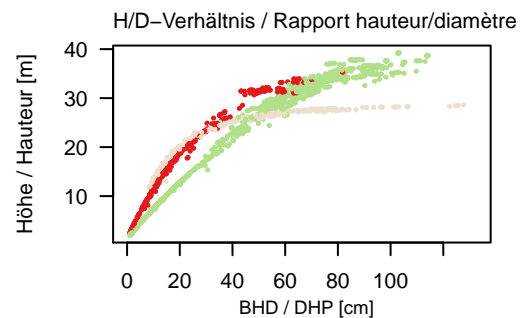 H/D−Verhältnis / Rapport hauteur/diamètre
40
30
20
10
Höhe / Hauteur [m]
0 20 40 60 80 100
BHD / DHP [cm]